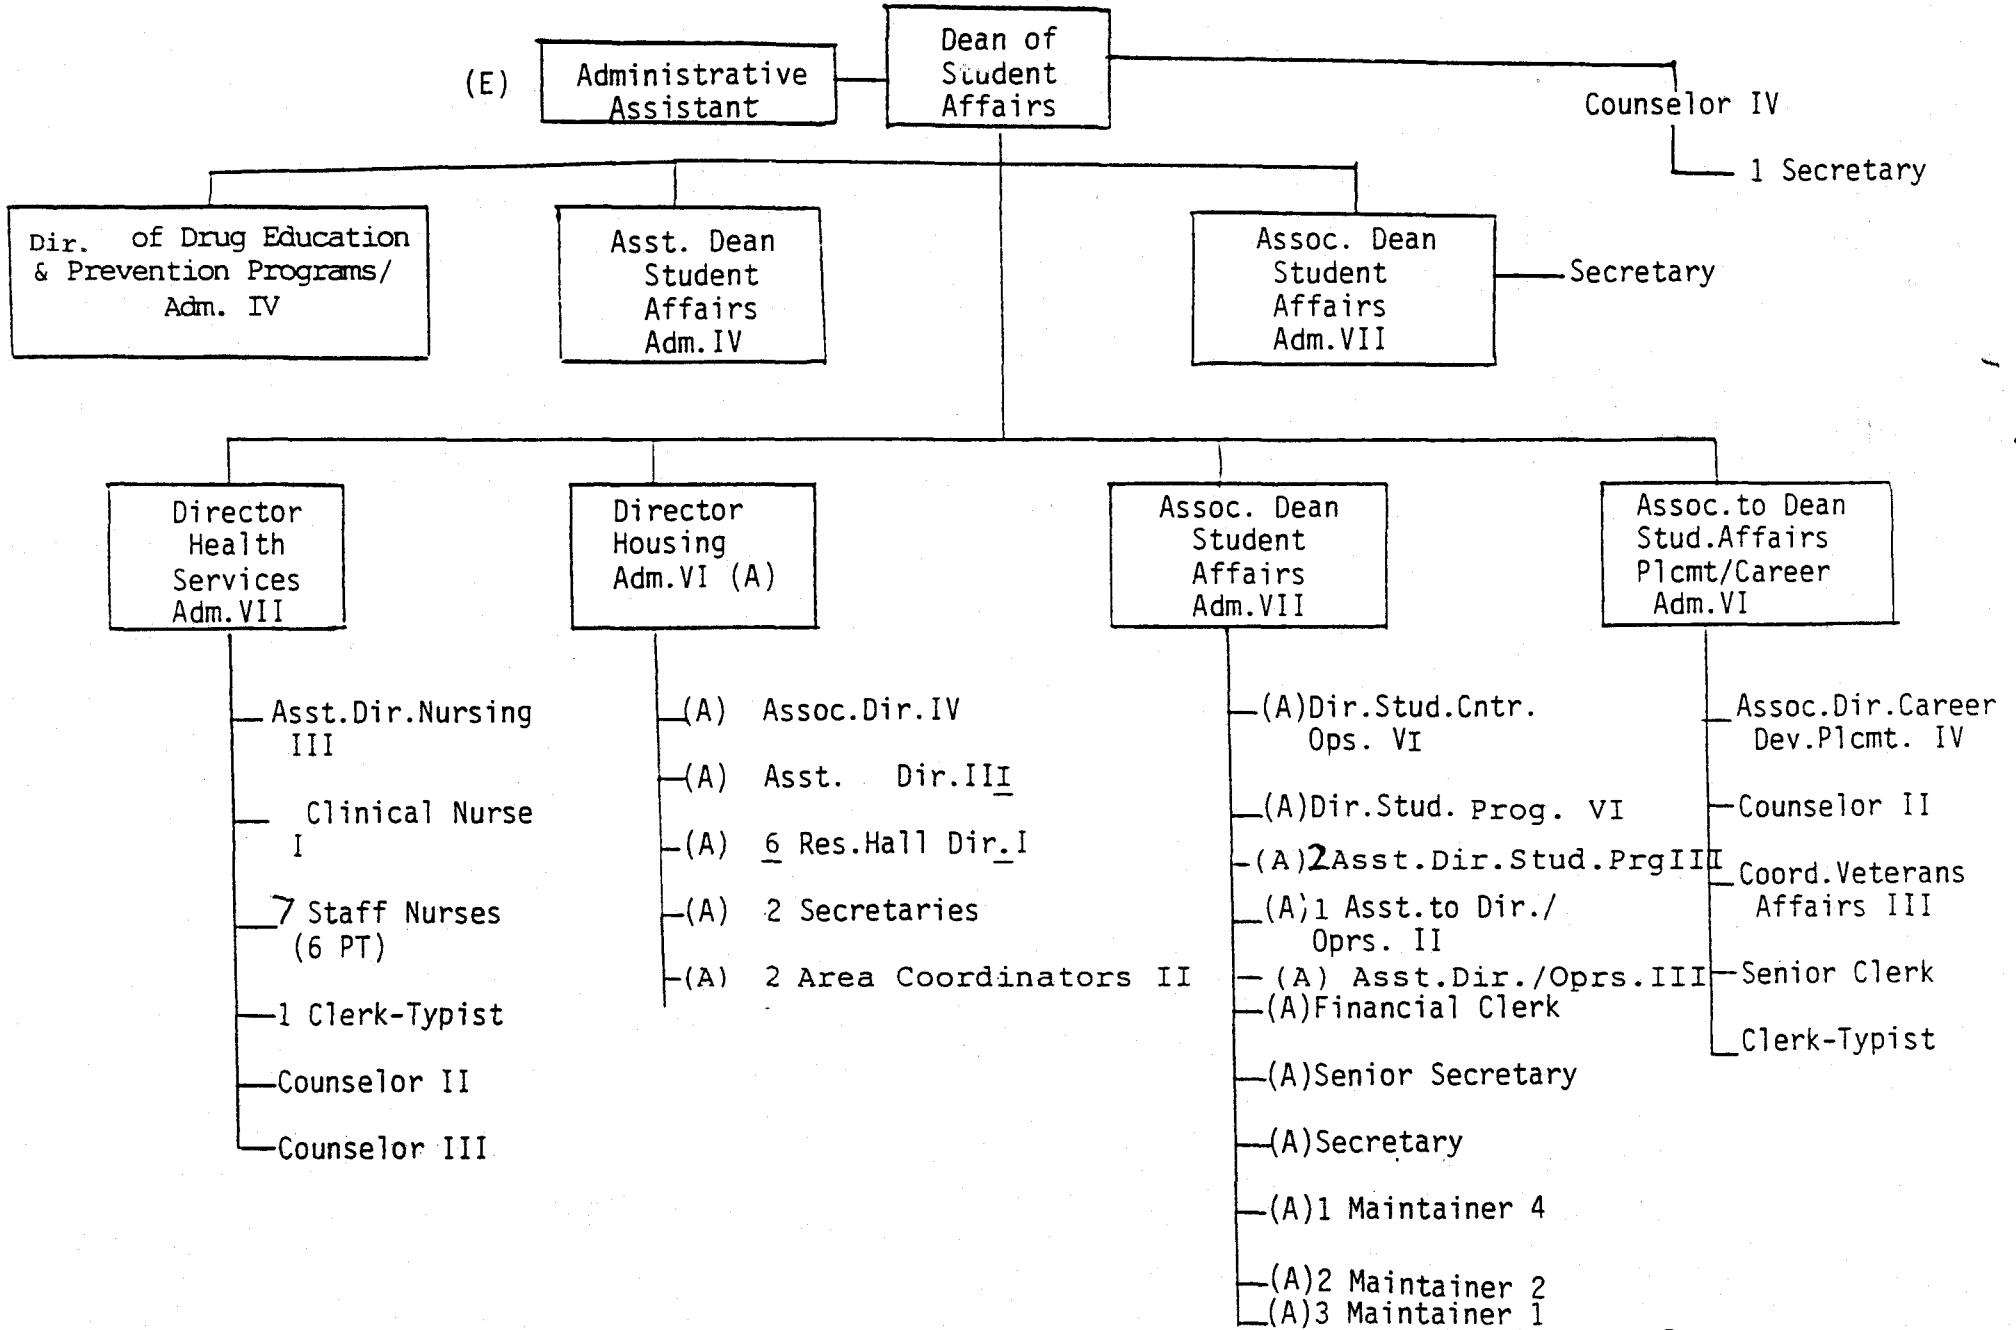 Dean of
Student
Affairs
(E)
Administrative
Assistant
Counselor IV
1 Secretary
Dir. of Drug Education
& Prevention Programs/
Adm. IV
Asst. Dean
Student
Affairs
Adm.IV
Assoc. Dean
Student
Affairs
Adm.VII
Secretary
Director
Health
Services
Adm.VII
Asst.Dir.Nursing
III
Clinical Nurse
I
7 Staff Nurses
(6 PT)
1 Clerk-Typist
Counselor II
Counselor III
Director
Housing
Adm.VI (A)
(A) Assoc.Dir.IV
(A) Asst. Dir.III
(A) 6 Res.Hall Dir.I
(A) 2 Secretaries
(A) 2 Area Coordinators II
Assoc. Dean
Student
Affairs
Adm.VII
(A)Dir.Stud.Cntr.
Ops. VI
(A)Dir.Stud. Prog. VI
(A)2Asst.Dir.Stud.PrgIII
(A)1 Asst.to Dir./
Oprs. II
(A) Asst.Dir./Oprs.III
(A)Financial Clerk
(A)Senior Secretary
(A)Secretary
(A)1 Maintainer 4
(A)2 Maintainer 2
(A)3 Maintainer 1
Assoc.to Dean
Stud.Affairs
Plcmt/Career
Adm.VI
Assoc.Dir.Career
Dev.Plcmt. IV
Counselor II
Coord.Veterans
Affairs III
Senior Clerk
Clerk-Typist